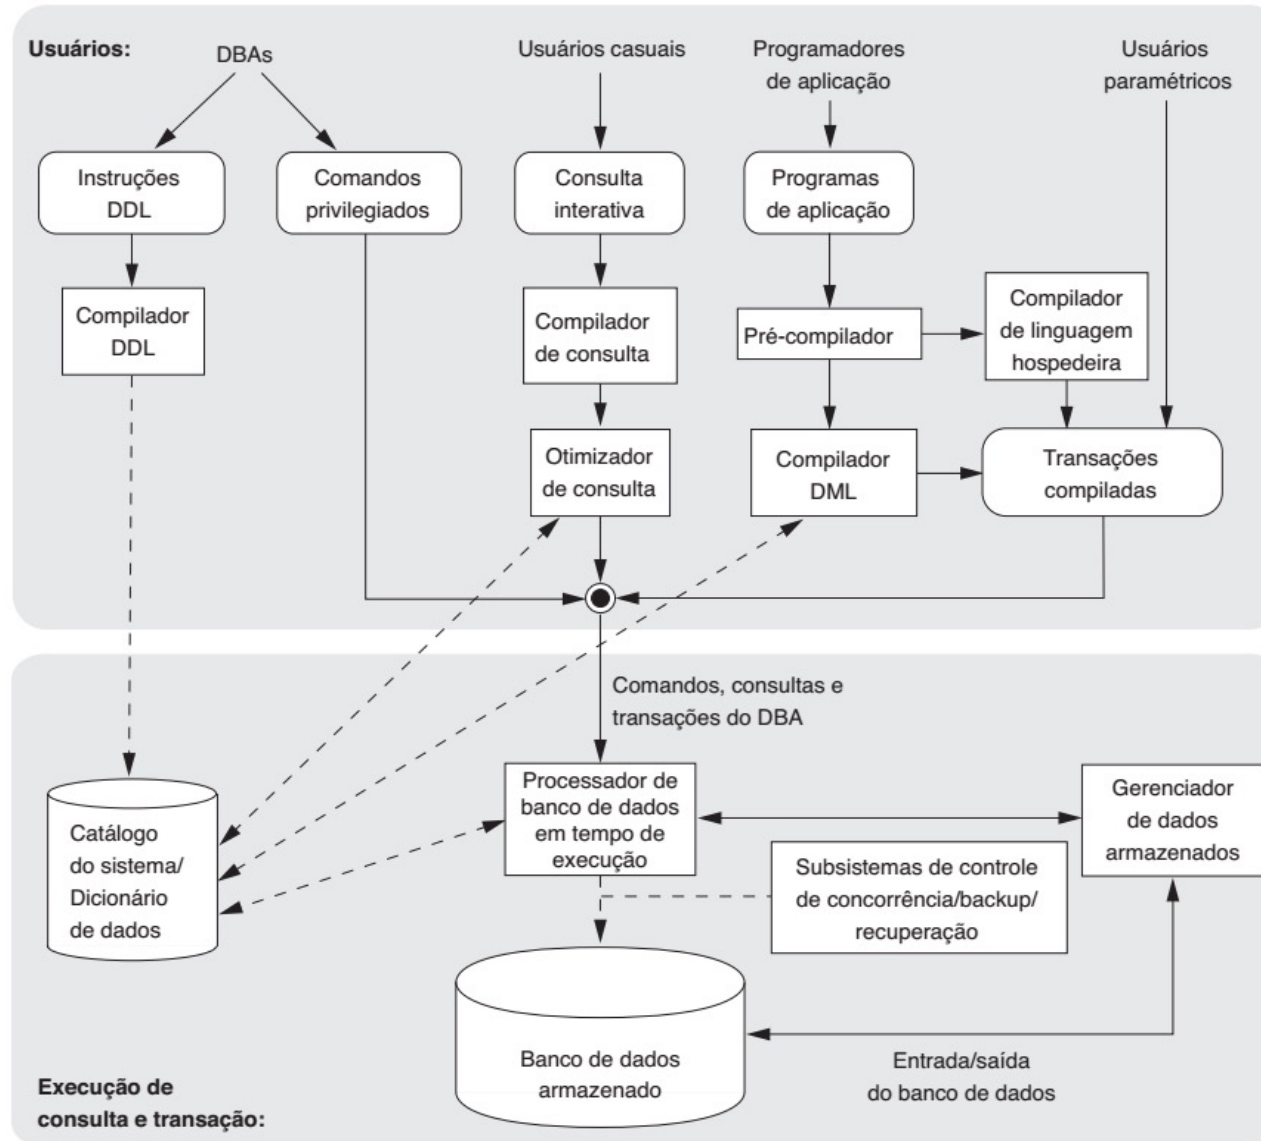 Usuários:
DBAs
Usuários casuais
Programadores
de aplicação
Usuários
paramétricos
Instruções
DDL
Comandos
privilegiados
Consulta
interativa
Programas
de aplicação
Compilador
DDL
Compilador
de consulta
Pré-compilador
Compilador
de linguagem
hospedeira
Otimizador
de consulta
Compilador
DML
Transações
compiladas
Comandos, consultas e
transações do DBA
Catálogo
do sistema/
Dicionário
de dados
Processador de
banco de dados
em tempo de
execução
Gerenciador
de dados
armazenados
Subsistemas de controle
de concorrência/backup/
recuperação
Banco de dados
armazenado
Entrada/saída
do banco de dados
Execução de
consulta e transação: